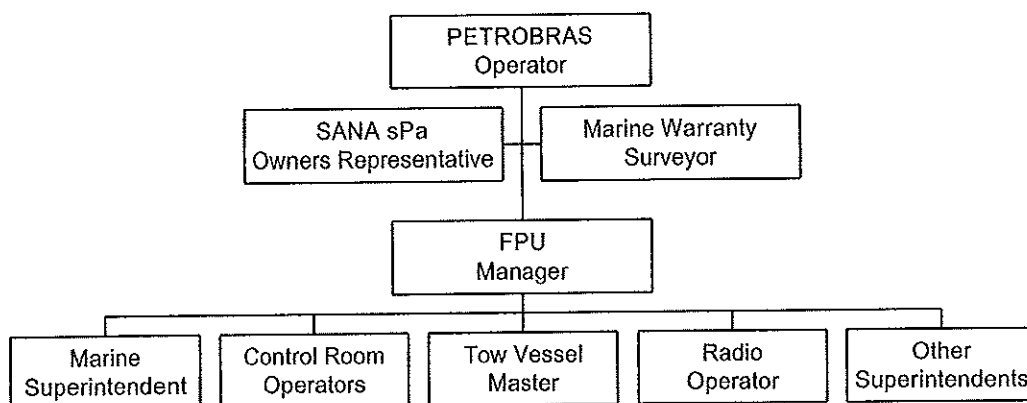 PETROBRAS
Operator
SANA sPa
Owners Representative
Marine Warranty
Surveyor
FPU
Manager
Marine
Superintendent
Control Room
Operators
Tow Vessel
Master
Radio
Operator
Other
Superintendents